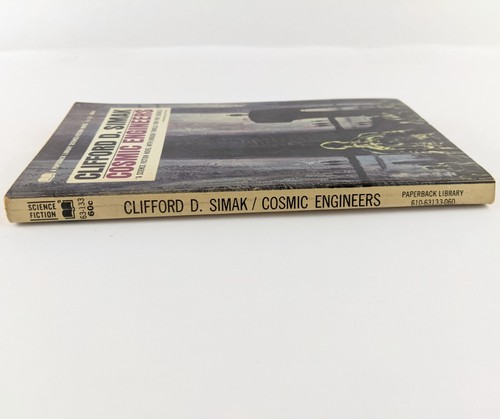 CLIFFORD D. SIMAK
COSMIC ENGINEERS
SCIENCE
FICTION
63-133
60c
CLIFFORD D. SIMAK / COSMIC ENGINEERS
PAPERBACK LIBRARY
610-63133-060